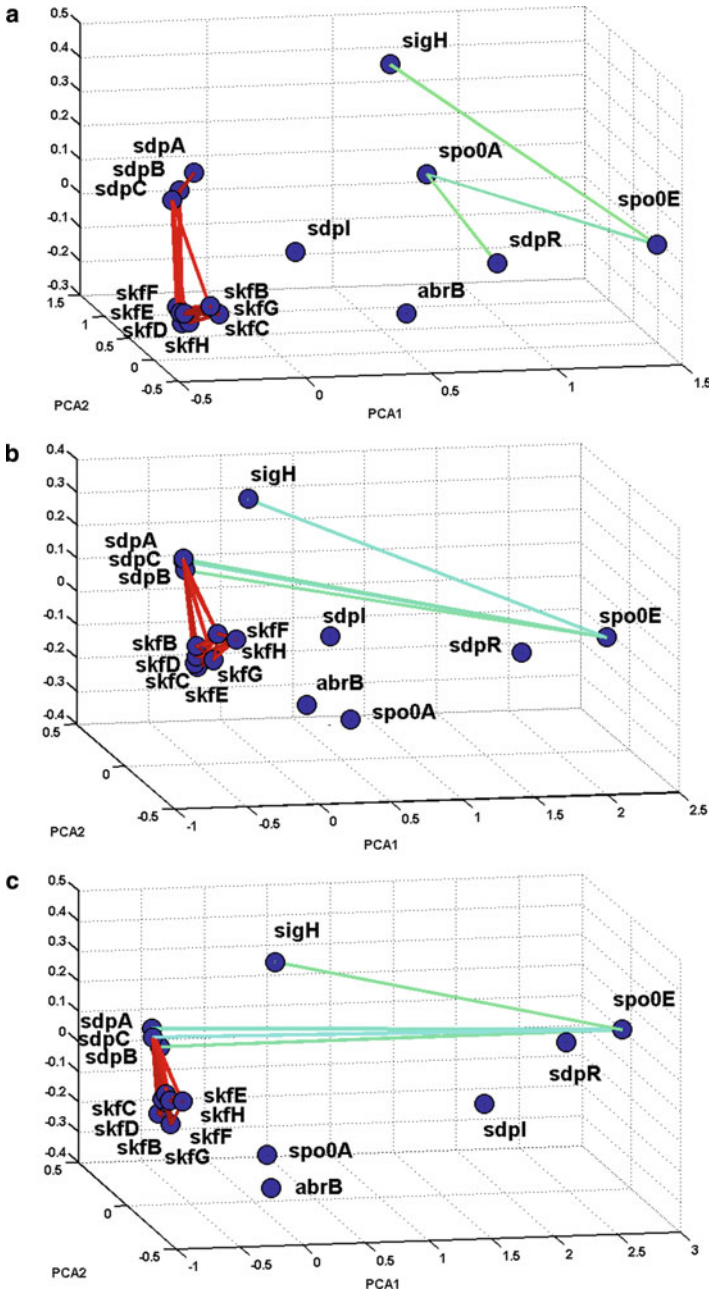 a
0.5
0.4
0.3
0.2
0.1
0
-0.1
-0.2
-0.3
sigH
sdpA
sdpB
sdpC
spo0A
spo0E
sdpI
sdpR
skfF
skfE
skfD
skfH
skfB
skfG
skfC
abrB
1.5
1
0.5
0
-0.5
-0.5
0
0.5
1
1.5
PCA2
PCA1
b
0.4
0.3
0.2
0.1
0
-0.1
-0.2
-0.3
-0.4
sigH
sdpA
sdpC
sdpB
spo0E
sdpI
sdpR
skfF
skfB
skfH
skfD
skfG
skfC
skfE
abrB
spo0A
0.5
0
-0.5
-1
-0.5
0
0.5
1
1.5
2
2.5
PCA2
PCA1
c
0.5
0.4
0.3
0.2
0.1
0
-0.1
-0.2
-0.3
0.4
sigH
spo0E
sdpA
sdpC
sdpB
sdpR
skfE
skfC
skfH
skfD
skfF
skfB
skfG
sdpI
spo0A
abrB
0.5
0
-0.5
-1
-0.5
0
0.5
1
1.5
2
2.5
3
PCA2
PCA1